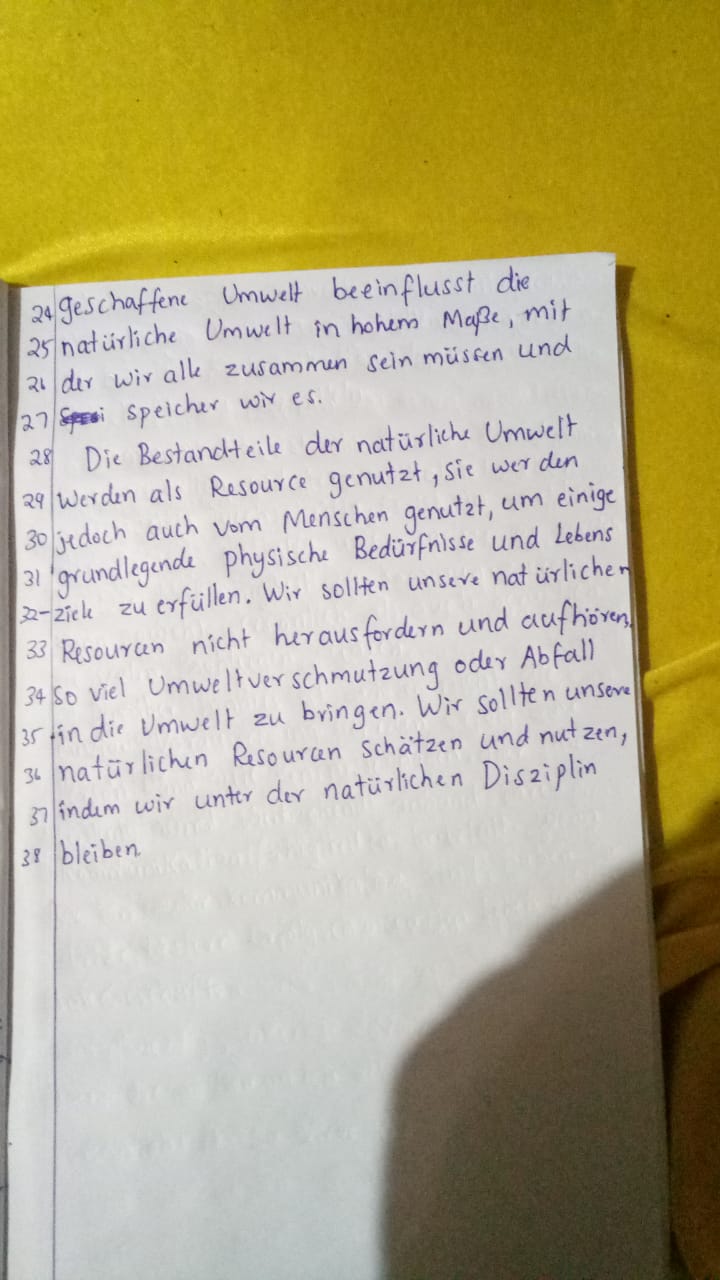 24 geschaffene Umwelt beeinflusst die
25 natürliche Umwelt in hohem Maße, mit
26 der wir alle zusammen sein müssen und
27 speicher wir es.
28 Die Bestandteile der natürliche Umwelt
29 werden als Resource genutzt, sie werden
30 jedoch auch vom Menschen genutzt, um einige
31 grundlegende physische Bedürfnisse und Lebens
32 -ziele zu erfüllen. Wir sollten unsere natürlichen
33 Resourcen nicht herausfordern und aufhören,
34 so viel Umweltverschmutzung oder Abfall
35 in die Umwelt zu bringen. Wir sollten unsere
36 natürlichen Resourcen schätzen und nutzen,
37 indem wir unter der natürlichen Disziplin
38 bleiben.